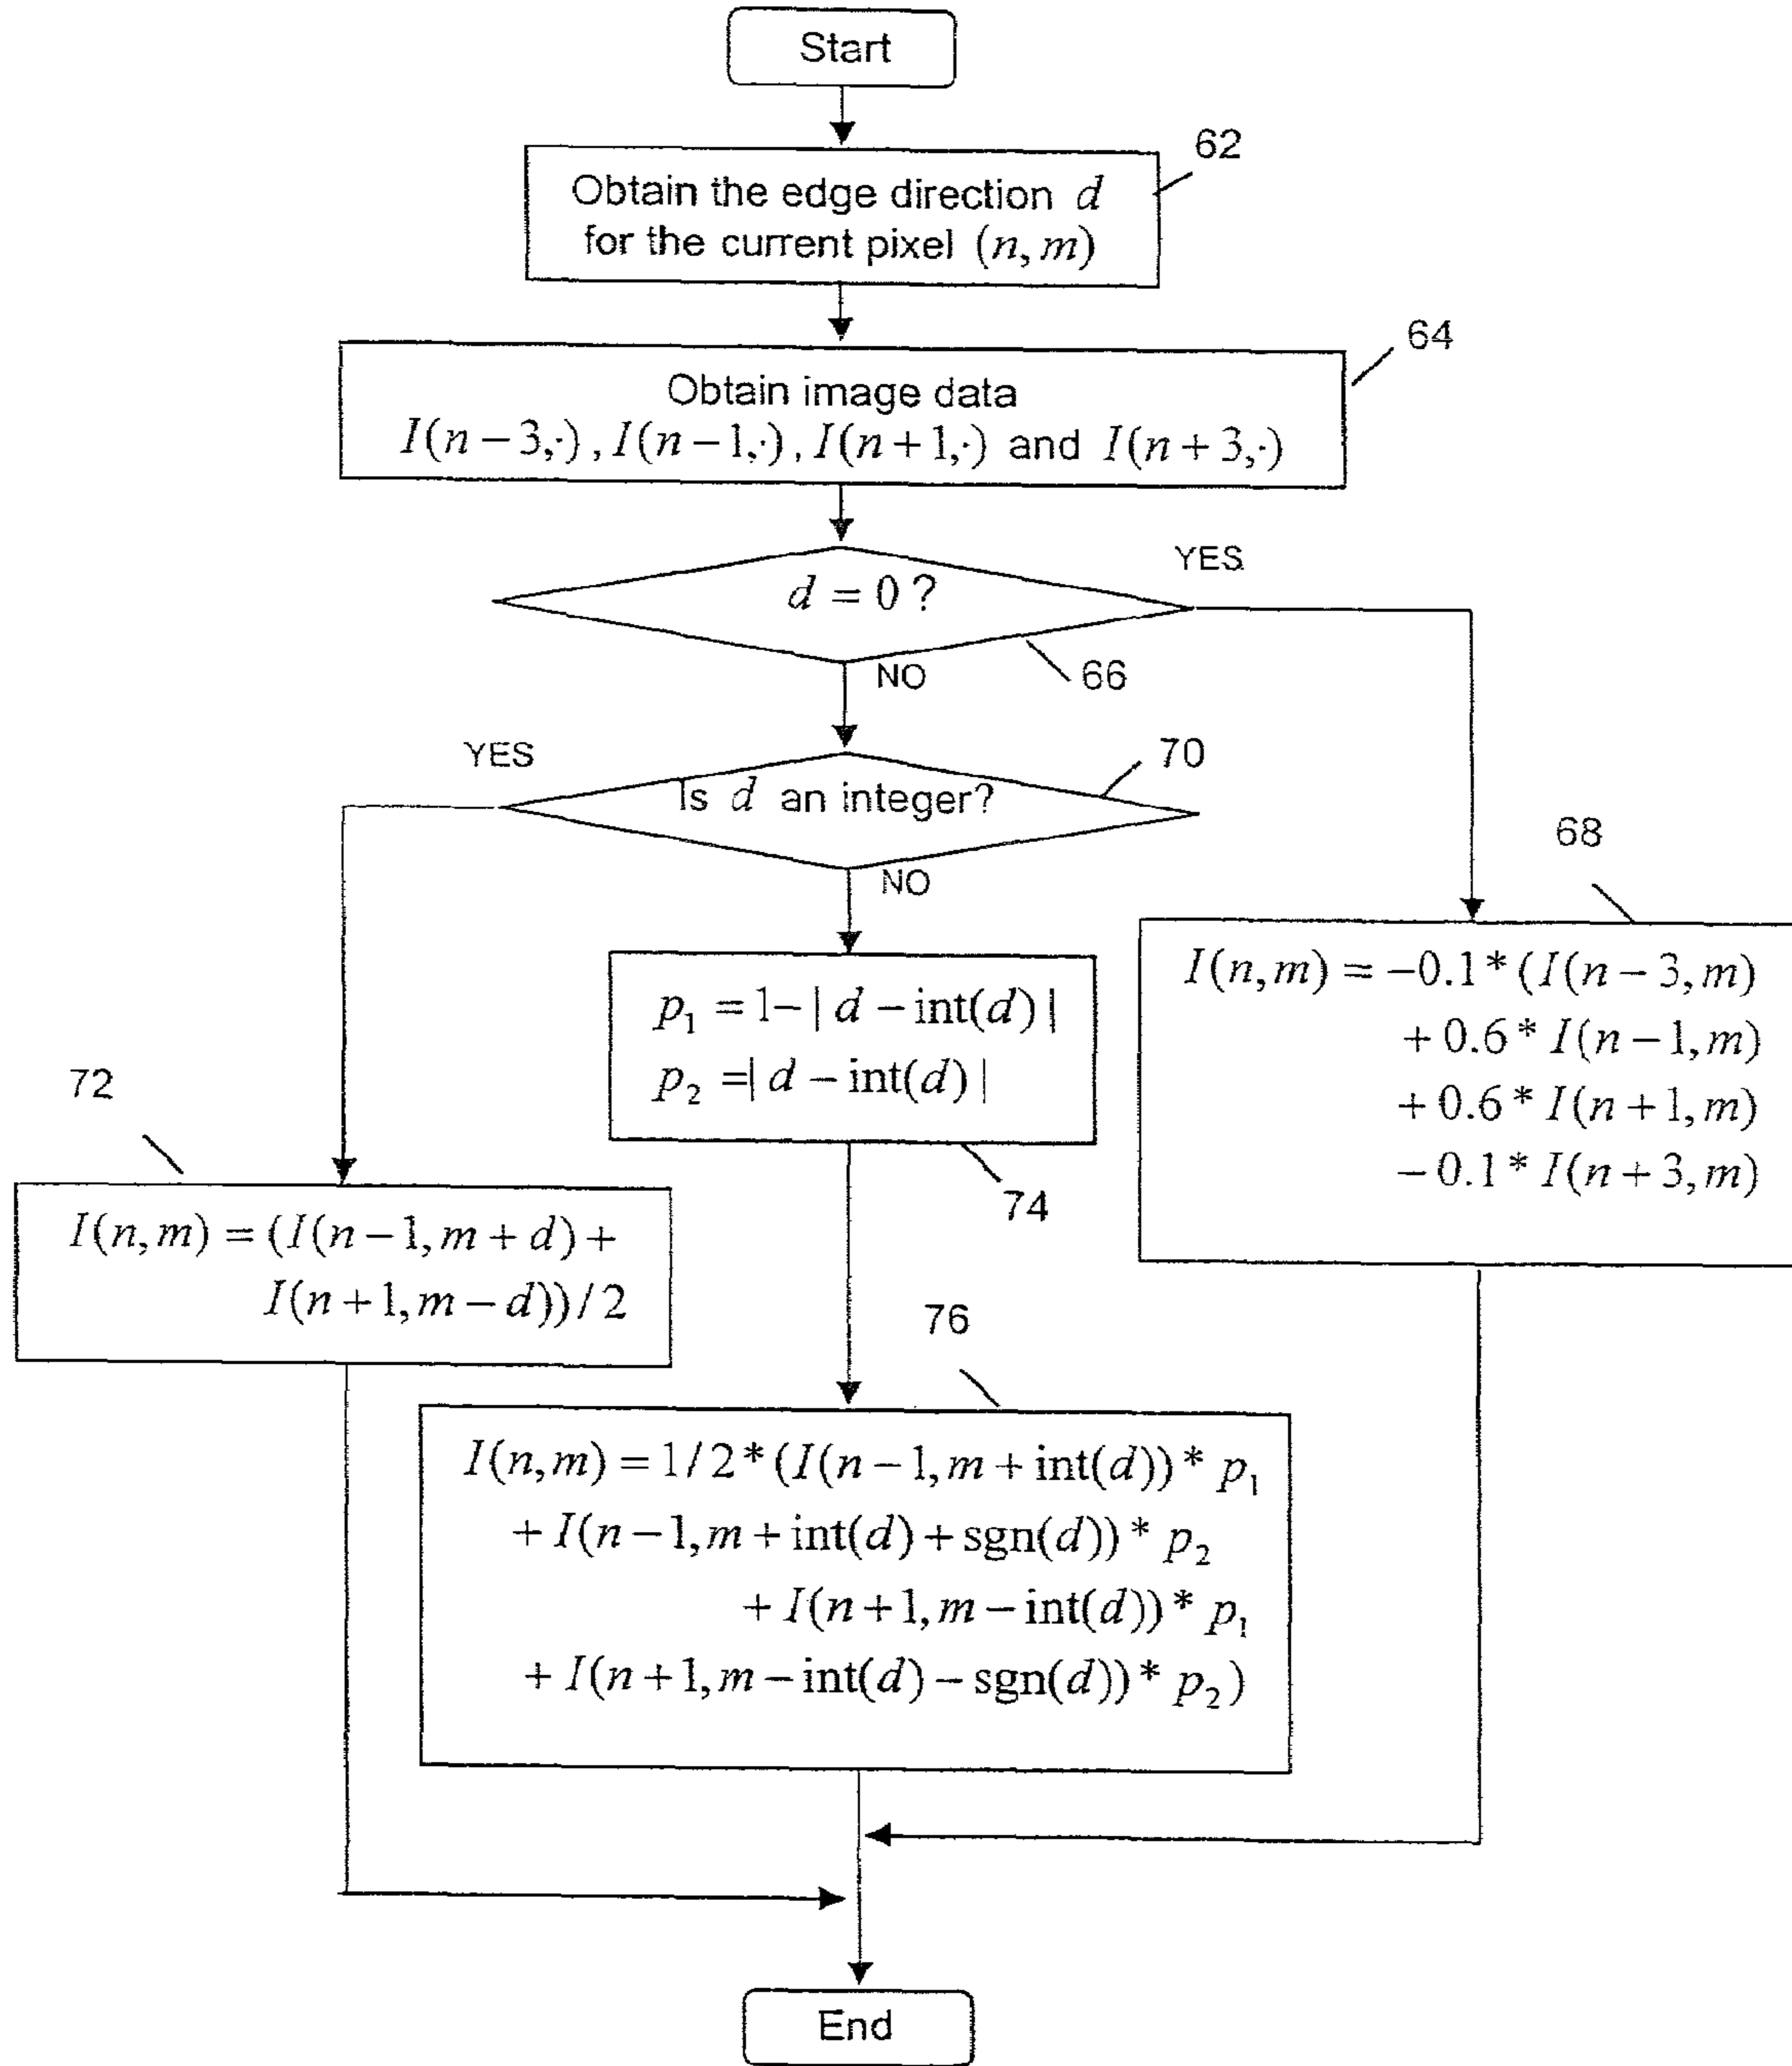 Start
62
Obtain the edge direction d
for the current pixel (n, m)
64
Obtain image data
I(n − 3,·), I(n − 1,·), I(n + 1,·) and I(n + 3,·)
YES
d = 0 ?
66
NO
YES
70
Is d an integer?
NO
68
I(n, m) = −0.1 * (I(n − 3, m)
+ 0.6 * I(n − 1, m)
+ 0.6 * I(n + 1, m)
− 0.1 * I(n + 3, m)
p₁ = 1− | d − int(d) |
p₂ =| d − int(d) |
74
72
I(n, m) = (I(n − 1, m + d) +
I(n + 1, m − d)) / 2
76
I(n, m) = 1 / 2 * (I(n − 1, m + int(d)) * p₁
+ I(n − 1, m + int(d) + sgn(d)) * p₂
+ I(n + 1, m − int(d)) * p₁
+ I(n + 1, m − int(d) − sgn(d)) * p₂)
End